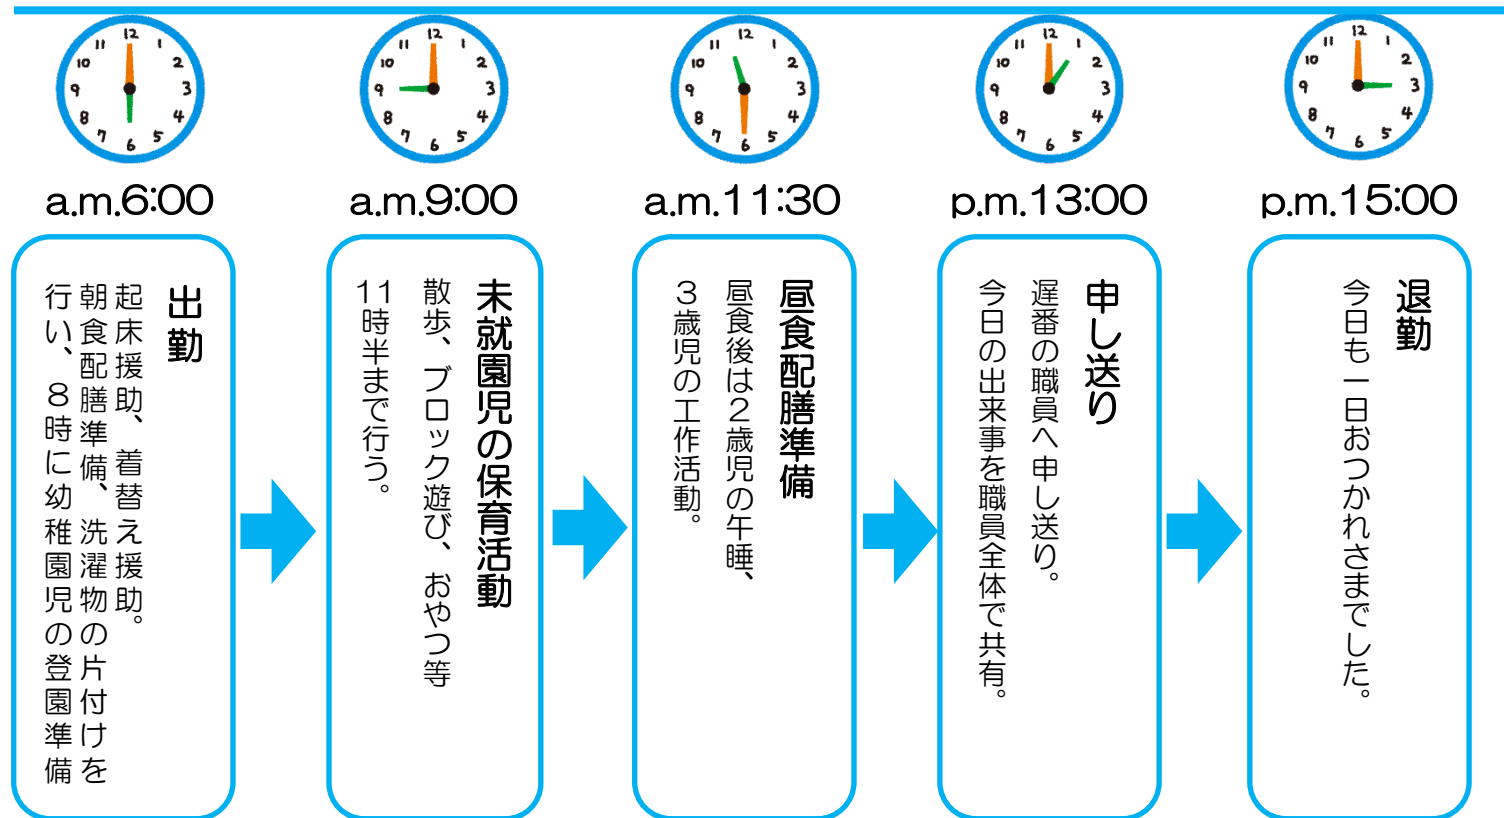 a.m.6:00
出勤
起床援助、着替え援助。
朝食配膳準備、洗濯物の片付けを
行い、８時に幼稚園児の登園準備
a.m.9:00
未就園児の保育活動
散歩、ブロック遊び、おやつ等
11時半まで行う。
a.m.11:30
昼食配膳準備
昼食後は２歳児の午睡、
３歳児の工作活動。
p.m.13:00
申し送り
遅番の職員へ申し送り。
今日の出来事を職員全体で共有。
p.m.15:00
退勤
今日も一日おつかれさまでした。